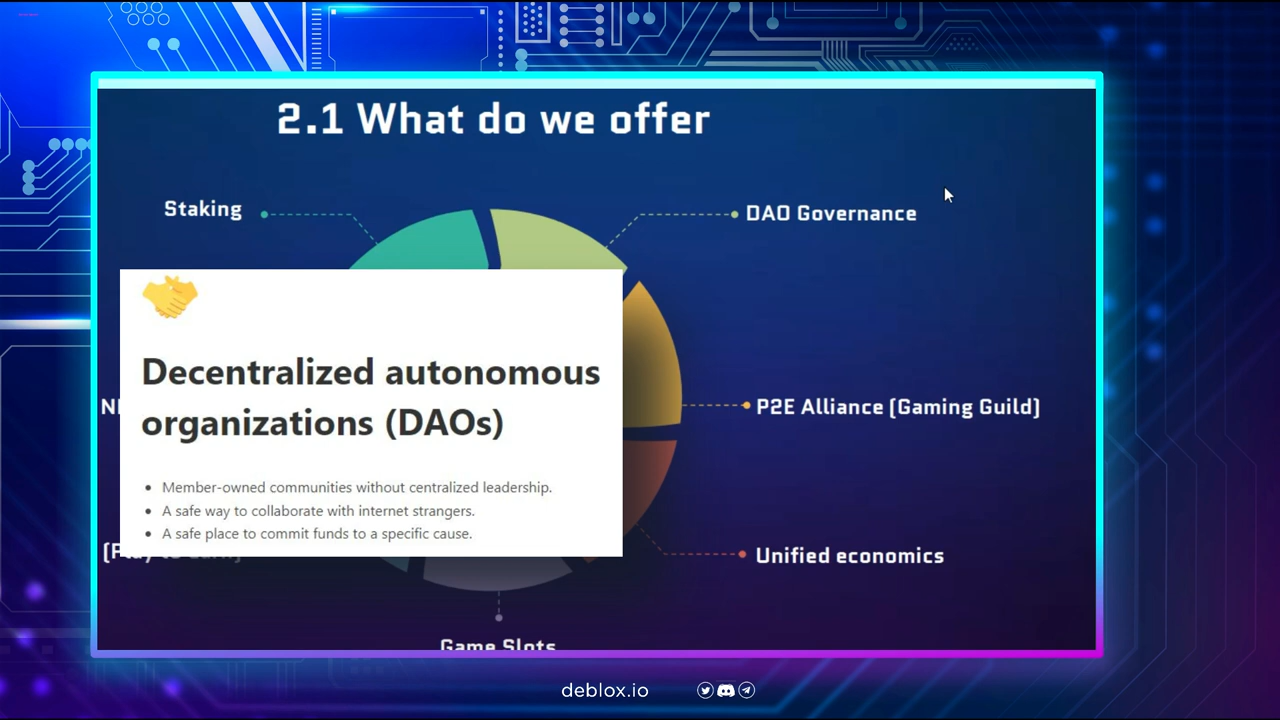 2.1 What do we offer
Staking
DAO Governance
Decentralized autonomous
organizations (DAOs)
P2E Alliance (Gaming Guild)
• Member-owned communities without centralized leadership.
• A safe way to collaborate with internet strangers.
• A safe place to commit funds to a specific cause.
Unified economics
Game Slots
deblox.io